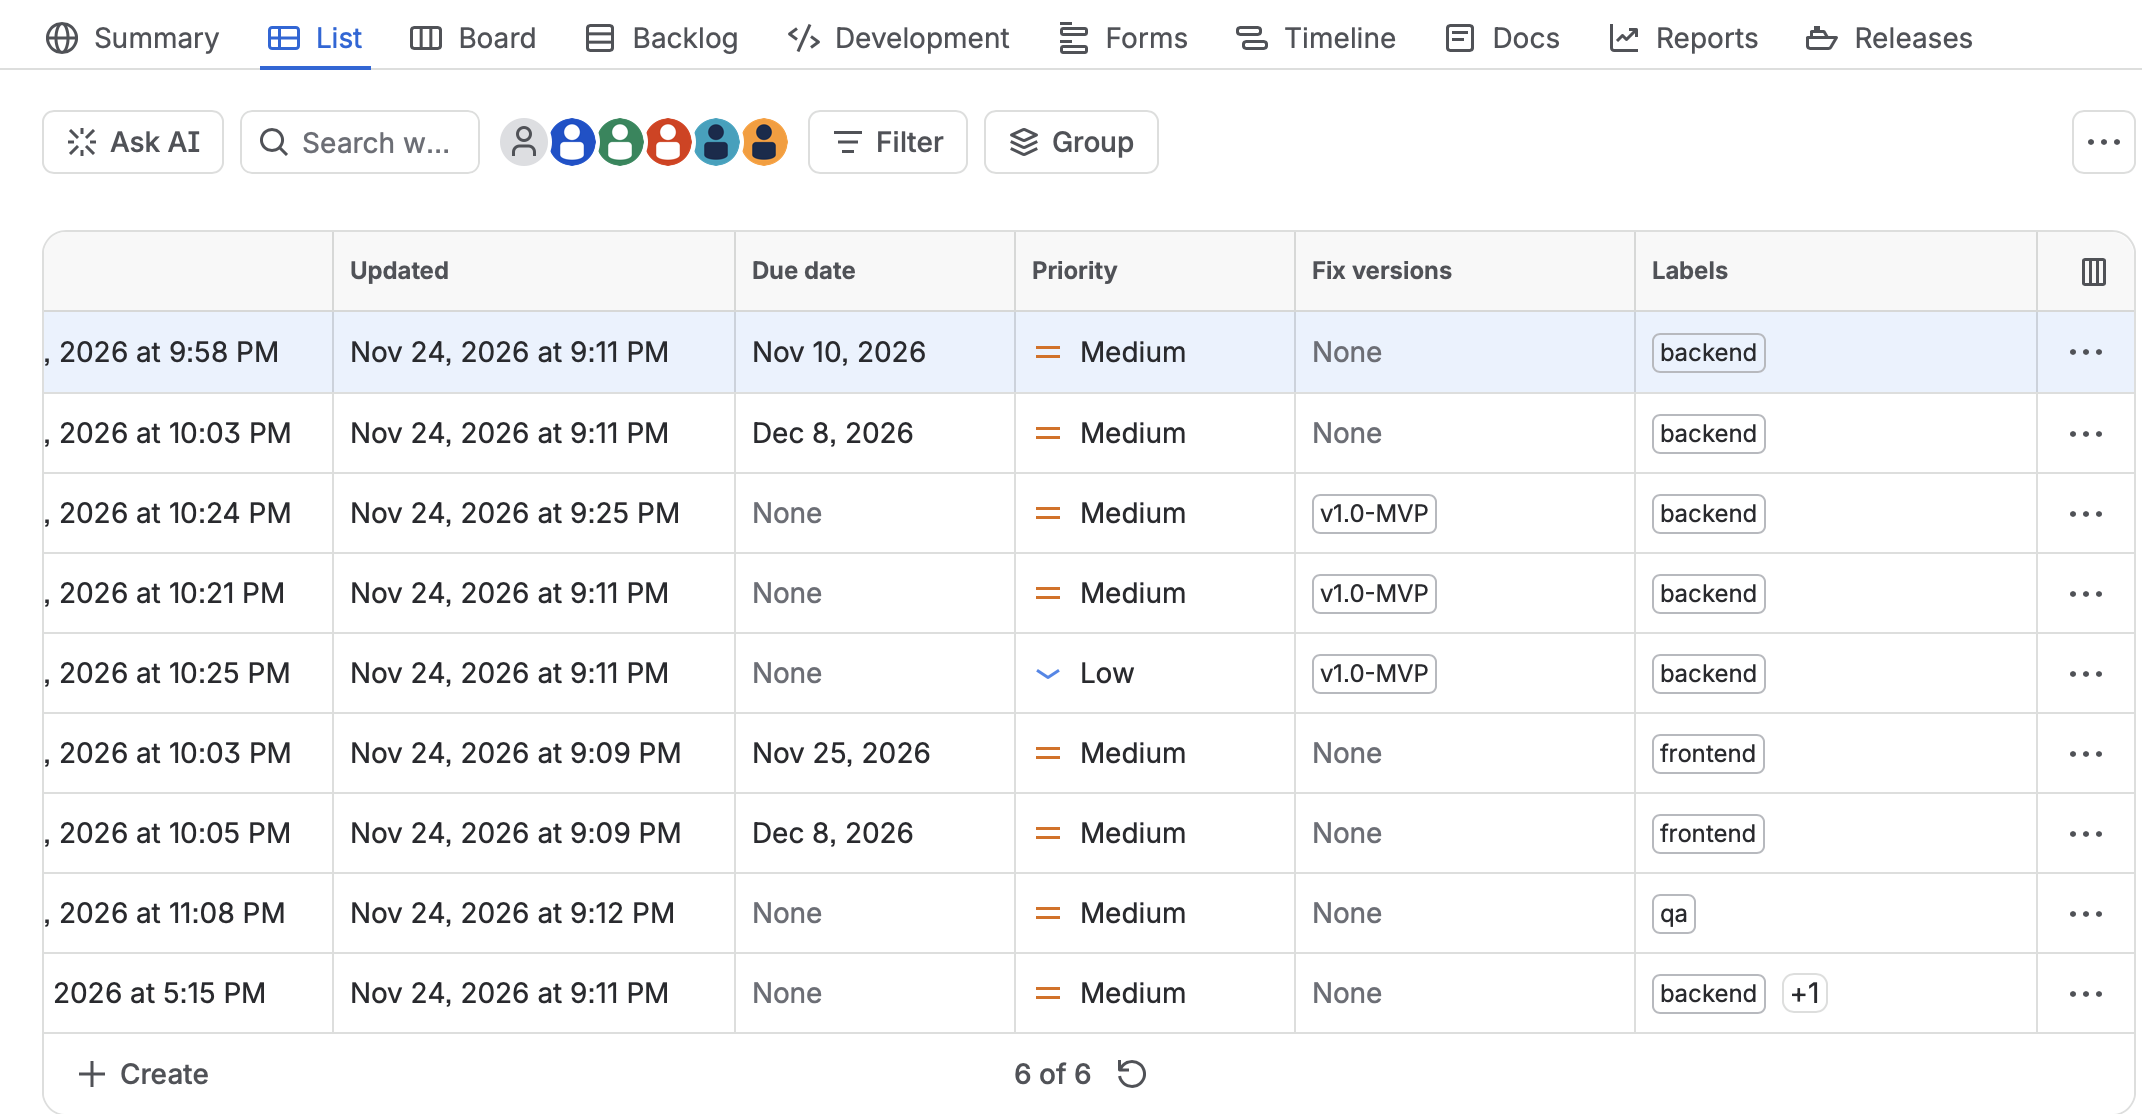 Summary List Board Backlog Development Forms Timeline Docs Reports Releases
Ask AI Search w... Filter Group
Updated Due date Priority Fix versions Labels
, 2026 at 9:58 PM Nov 24, 2026 at 9:11 PM Nov 10, 2026 Medium None backend
, 2026 at 10:03 PM Nov 24, 2026 at 9:11 PM Dec 8, 2026 Medium None backend
, 2026 at 10:24 PM Nov 24, 2026 at 9:25 PM None Medium v1.0-MVP backend
, 2026 at 10:21 PM Nov 24, 2026 at 9:11 PM None Medium v1.0-MVP backend
, 2026 at 10:25 PM Nov 24, 2026 at 9:11 PM None Low v1.0-MVP backend
, 2026 at 10:03 PM Nov 24, 2026 at 9:09 PM Nov 25, 2026 Medium None frontend
, 2026 at 10:05 PM Nov 24, 2026 at 9:09 PM Dec 8, 2026 Medium None frontend
, 2026 at 11:08 PM Nov 24, 2026 at 9:12 PM None Medium None qa
2026 at 5:15 PM Nov 24, 2026 at 9:11 PM None Medium None backend +1
Create 6 of 6